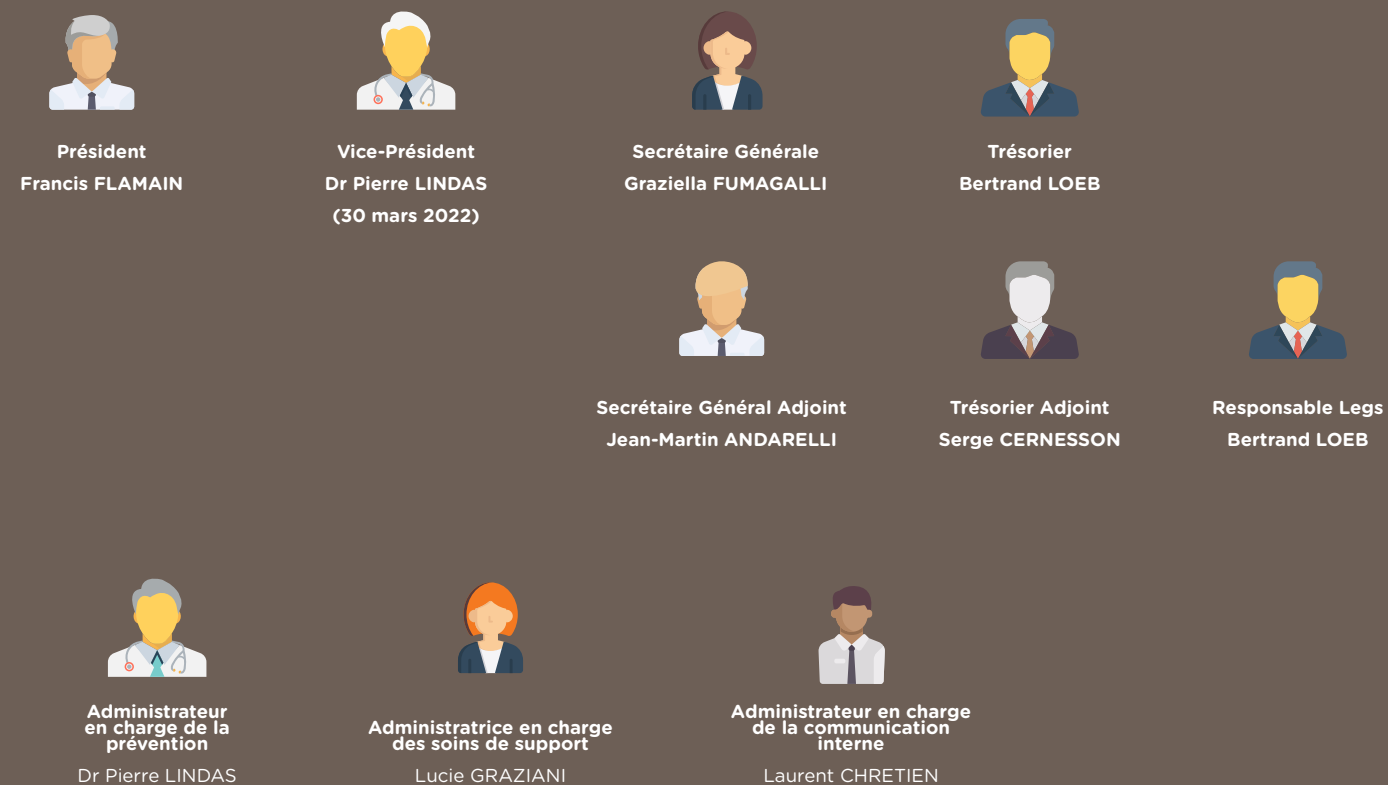 Président
Francis FLAMAIN
Vice-Président
Dr Pierre LINDAS
(30 mars 2022)
Secrétaire Générale
Graziella FUMAGALLI
Trésorier
Bertrand LOEB
Secrétaire Général Adjoint
Jean-Martin ANDARELLI
Trésorier Adjoint
Serge CERNESSON
Responsable Legs
Bertrand LOEB
Administrateur
en charge de la
prévention
Dr Pierre LINDAS
Administratrice en charge
des soins de support
Lucie GRAZIANI
Administrateur en charge
de la communication
interne
Laurent CHRETIEN